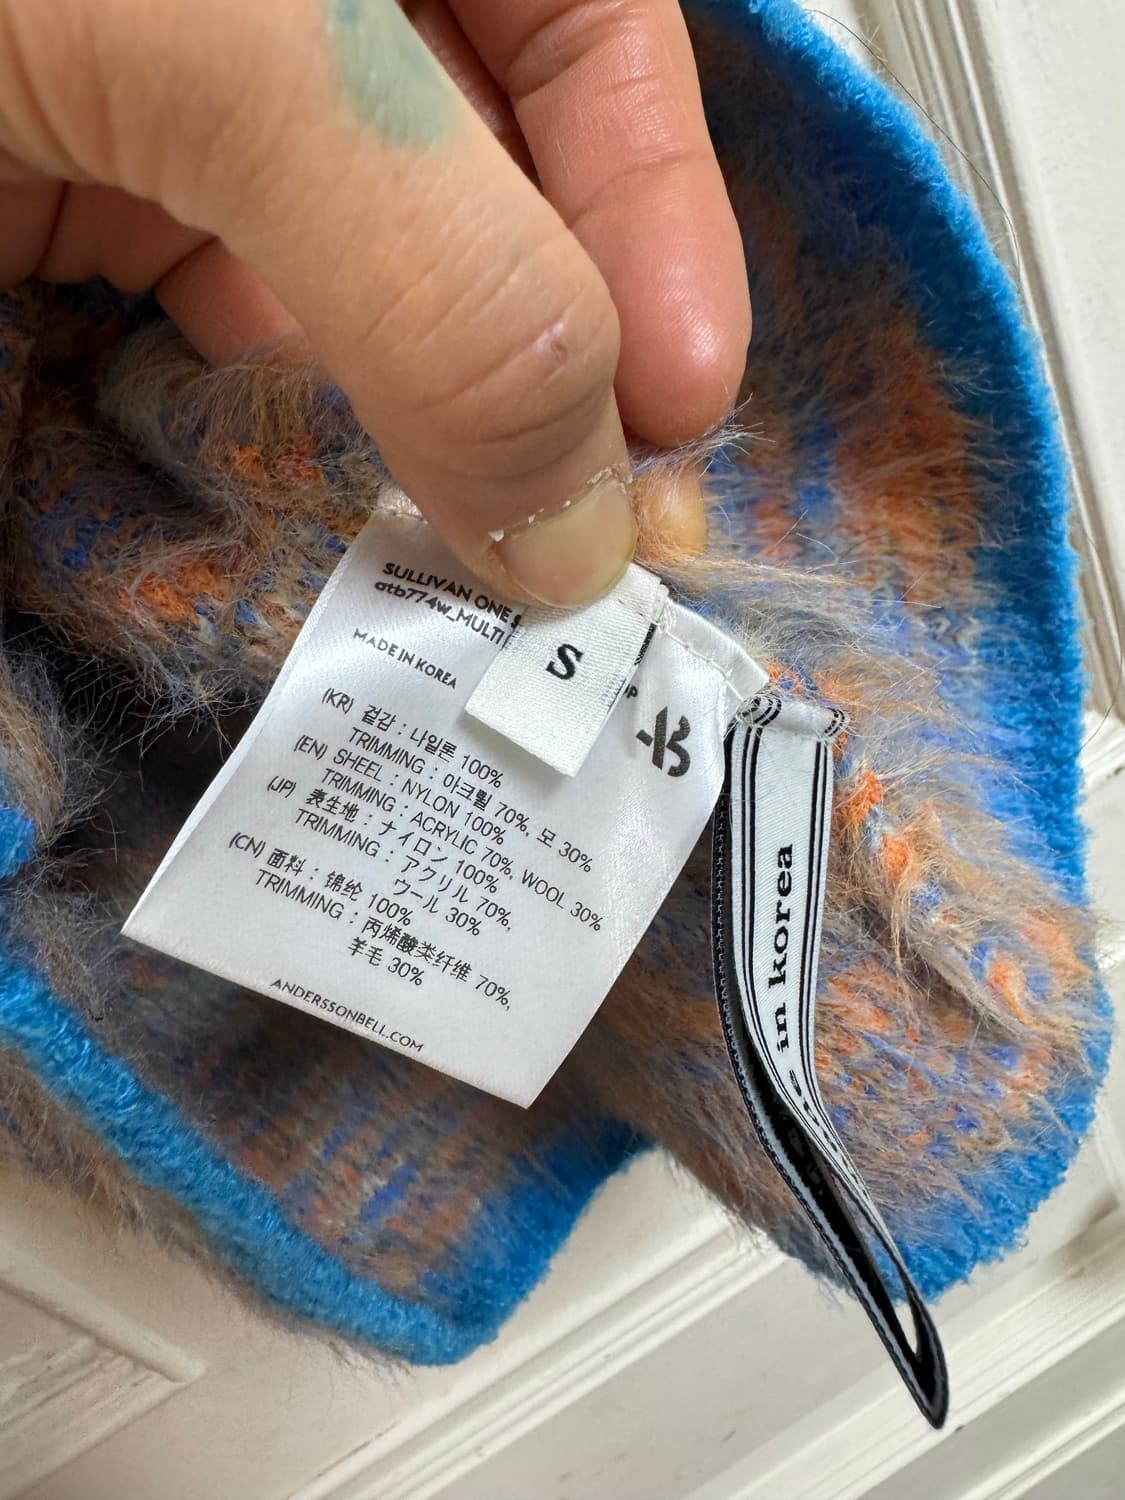 SULLIVAN ONE
atb774w_MULTI
MADE IN KOREA
S
(KR) 겉감 : 나일론 100%
TRIMMING : 아크릴 70%, 모 30%
(EN) SHEEL : NYLON 100%
TRIMMING : ACRYLIC 70%, WOOL 30%
(JP) 表生地 : ナイロン 100%
TRIMMING : アクリル 70%,
ウール 30%
(CN) 面料 : 锦纶 100%
TRIMMING : 丙烯酸类纤维 70%,
羊毛 30%
ANDERSSONBELL.COM
in korea